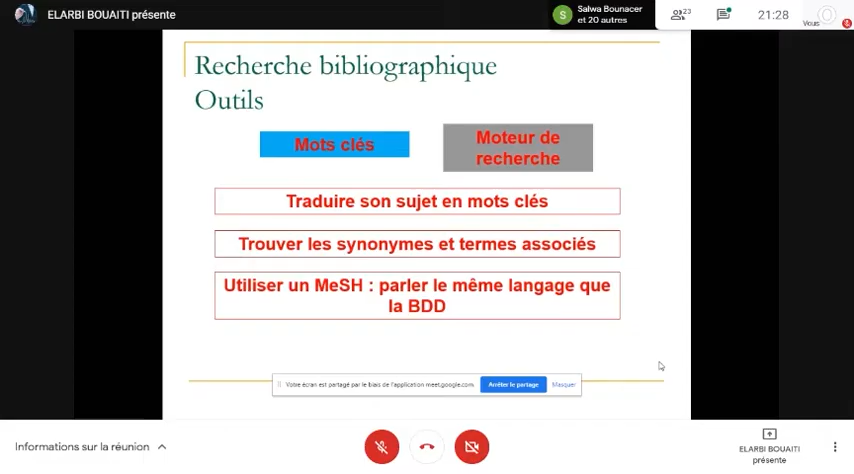 ELARBI BOUAITI présente
S
Salwa Bounacer
et 20 autres
23
21:28
Vous
Recherche bibliographique
Outils
Mots clés
Moteur de
recherche
Traduire son sujet en mots clés
Trouver les synonymes et termes associés
Utiliser un MeSH : parler le même langage que
la BDD
Votre écran est partagé par le biais de l'application meet.google.com.
Arrêter le partage
Masquer
Informations sur la réunion
ELARBI BOUAITI
présente